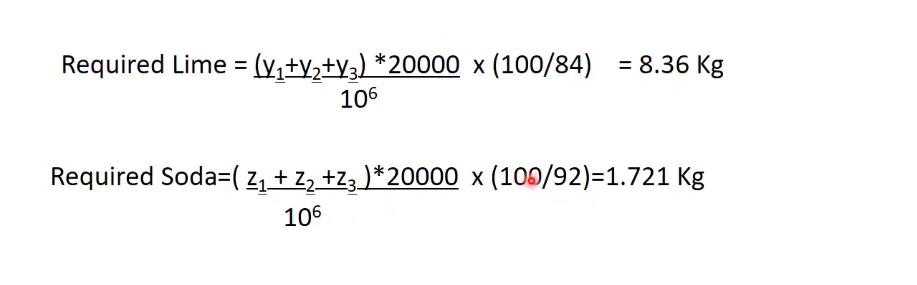 Required Lime = (y₁+y₂+y₃) *20000 x (100/84) = 8.36 Kg
10⁶
Required Soda=( z₁ + z₂ +z₃ )*20000 x (100/92)=1.721 Kg
10⁶